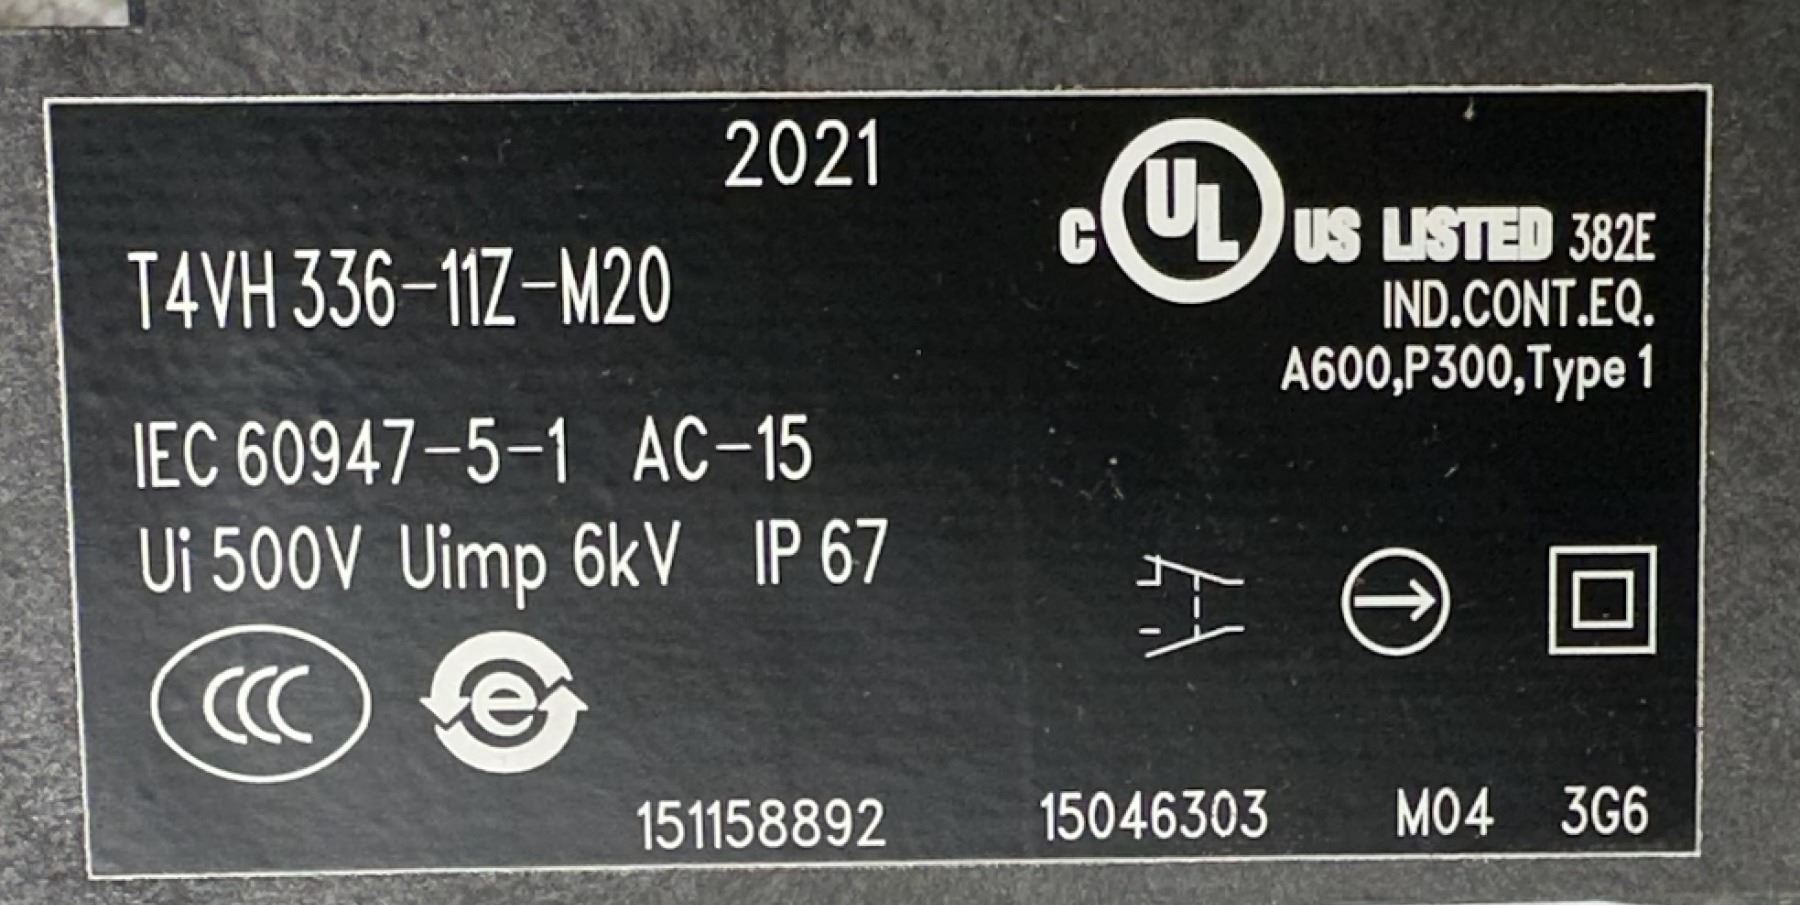 2021
C UL US LISTED 382E
IND.CONT.EQ.
A600,P300,Type 1
T4VH 336-11Z-M20
IEC 60947-5-1 AC-15
Ui 500V Uimp 6kV IP 67
CCC e
151158892 15046303 M04 3G6